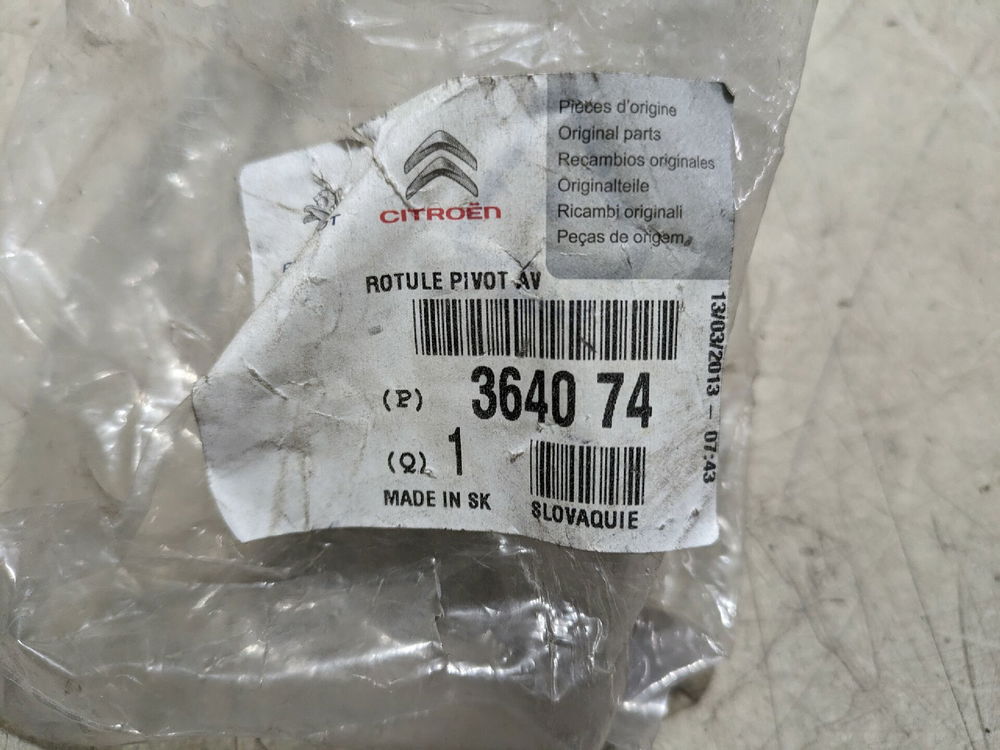 Pièces d'origine
Original parts
Recambios originales
Originalteile
Ricambi originali
Peças de origem
CITROËN
ROTULE PIVOT AV
(P) 3640 74
(Q) 1
MADE IN SK
SLOVAQUIE
13/03/2013 - 07:43